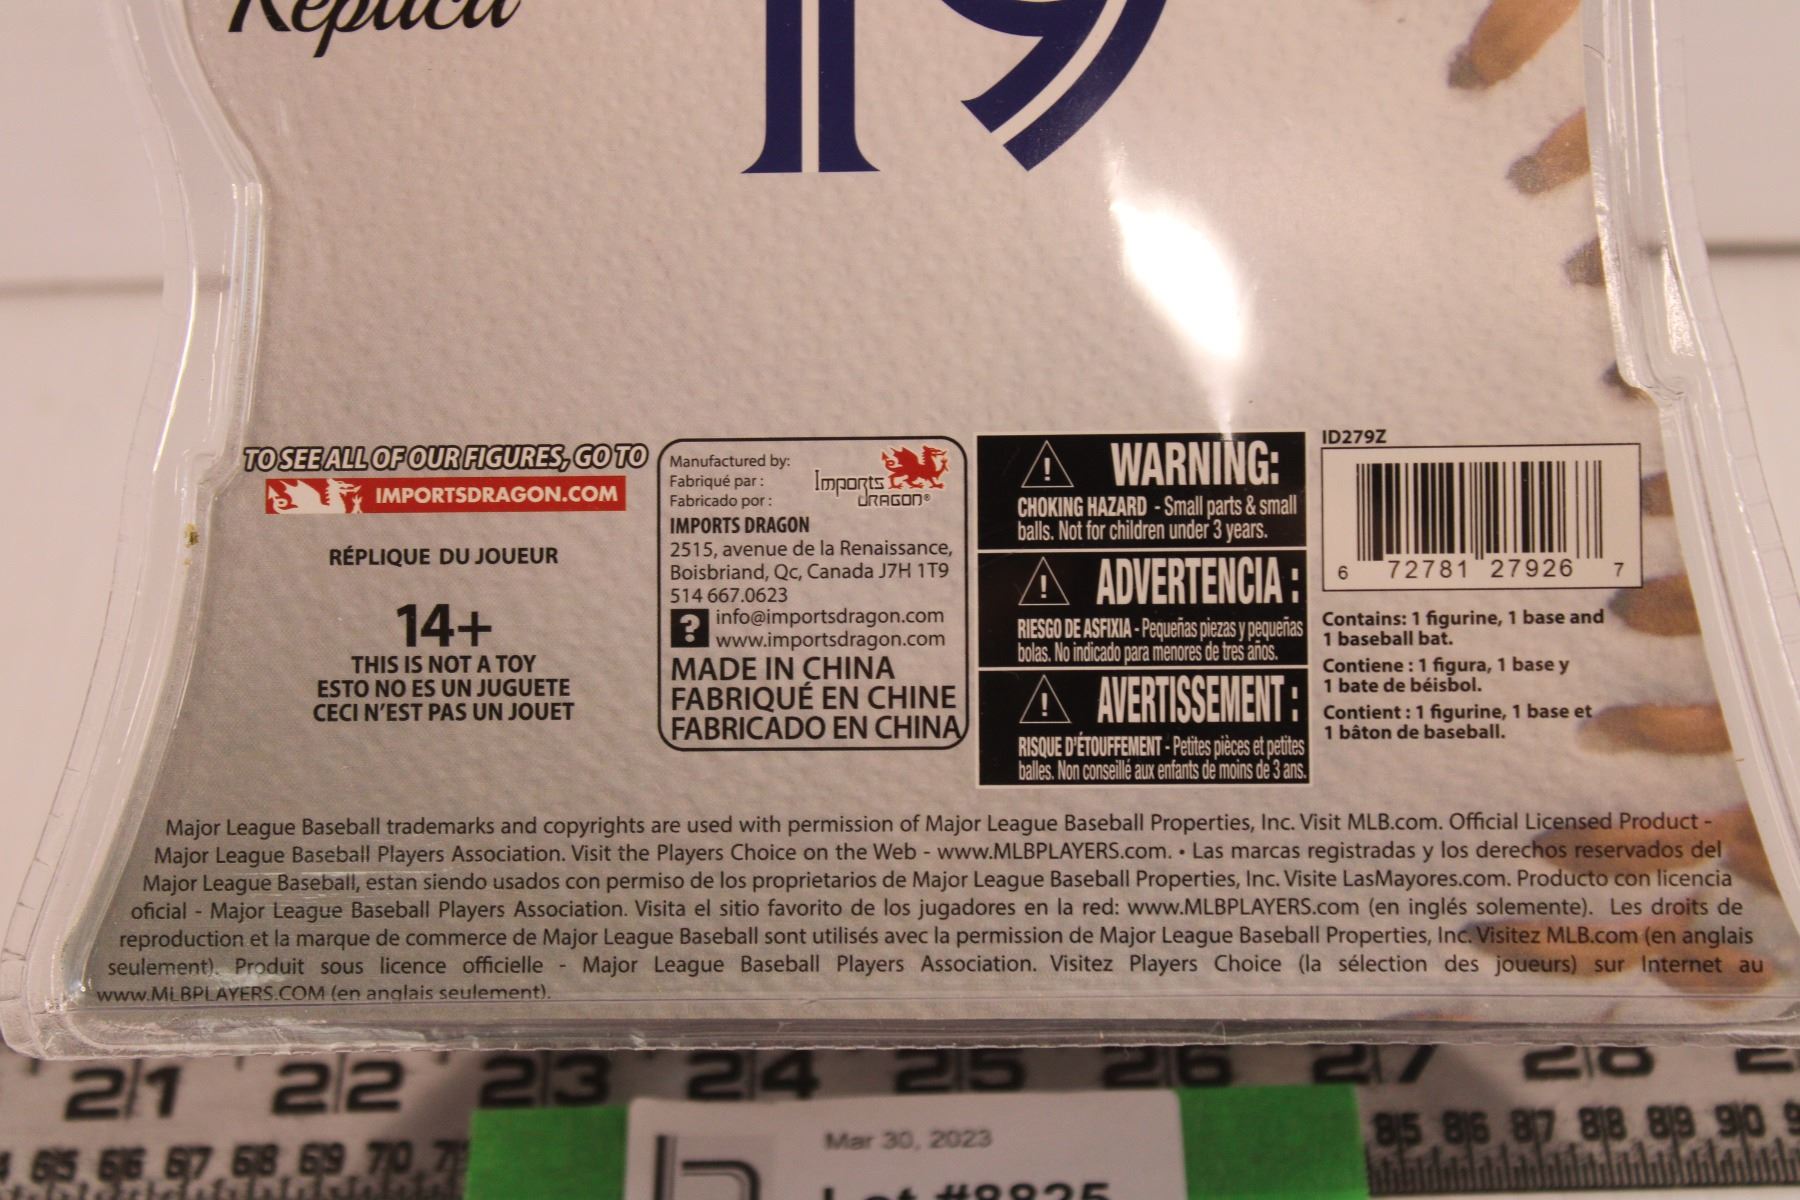 Replica
19
TO SEE ALL OF OUR FIGURES, GO TO
IMPORTSDRAGON.COM
RÉPLIQUE DU JOUEUR
14+
THIS IS NOT A TOY
ESTO NO ES UN JUGUETE
CECI N'EST PAS UN JOUET
Manufactured by:
Fabriqué par :
Fabricado por :
Imports
DRAGON®
IMPORTS DRAGON
2515, avenue de la Renaissance,
Boisbriand, Qc, Canada J7H 1T9
514 667.0623
? info@importsdragon.com
www.importsdragon.com
MADE IN CHINA
FABRIQUÉ EN CHINE
FABRICADO EN CHINA
! WARNING:
CHOKING HAZARD - Small parts & small
balls. Not for children under 3 years.
! ADVERTENCIA :
RIESGO DE ASFIXIA - Pequeñas piezas y pequeñas
bolas. No indicado para menores de tres años.
! AVERTISSEMENT :
RISQUE D'ÉTOUFFEMENT - Petites pièces et petites
balles. Non conseillé aux enfants de moins de 3 ans.
ID279Z
6 72781 27926 7
Contains: 1 figurine, 1 base and
1 baseball bat.
Contiene : 1 figura, 1 base y
1 bate de béisbol.
Contient : 1 figurine, 1 base et
1 bâton de baseball.
Major League Baseball trademarks and copyrights are used with permission of Major League Baseball Properties, Inc. Visit MLB.com. Official Licensed Product -
Major League Baseball Players Association. Visit the Players Choice on the Web - www.MLBPLAYERS.com. • Las marcas registradas y los derechos reservados del
Major League Baseball, estan siendo usados con permiso de los proprietarios de Major League Baseball Properties, Inc. Visite LasMayores.com. Producto con licencia
oficial - Major League Baseball Players Association. Visita el sitio favorito de los jugadores en la red: www.MLBPLAYERS.com (en inglés solemente). Les droits de
reproduction et la marque de commerce de Major League Baseball sont utilisés avec la permission de Major League Baseball Properties, Inc. Visitez MLB.com (en anglais
seulement). Produit sous licence officielle - Major League Baseball Players Association. Visitez Players Choice (la sélection des joueurs) sur Internet au
www.MLBPLAYERS.COM (en anglais seulement).
21 22 23 24 25 26 27 28
65 66 67 68 69 70
85 86 87 88 89 90
Mar 30, 2023
Lot #8825